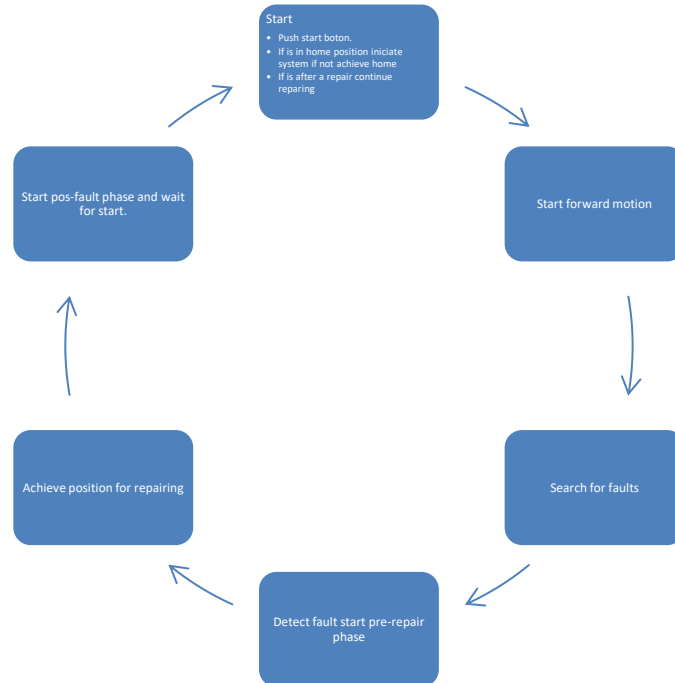 Start
• Push start boton.
• If is in home position iniciate
system if not achieve home
• If is after a repair continue
reparing
Start forward motion
Search for faults
Detect fault start pre-repair
phase
Achieve position for repairing
Start pos-fault phase and wait
for start.